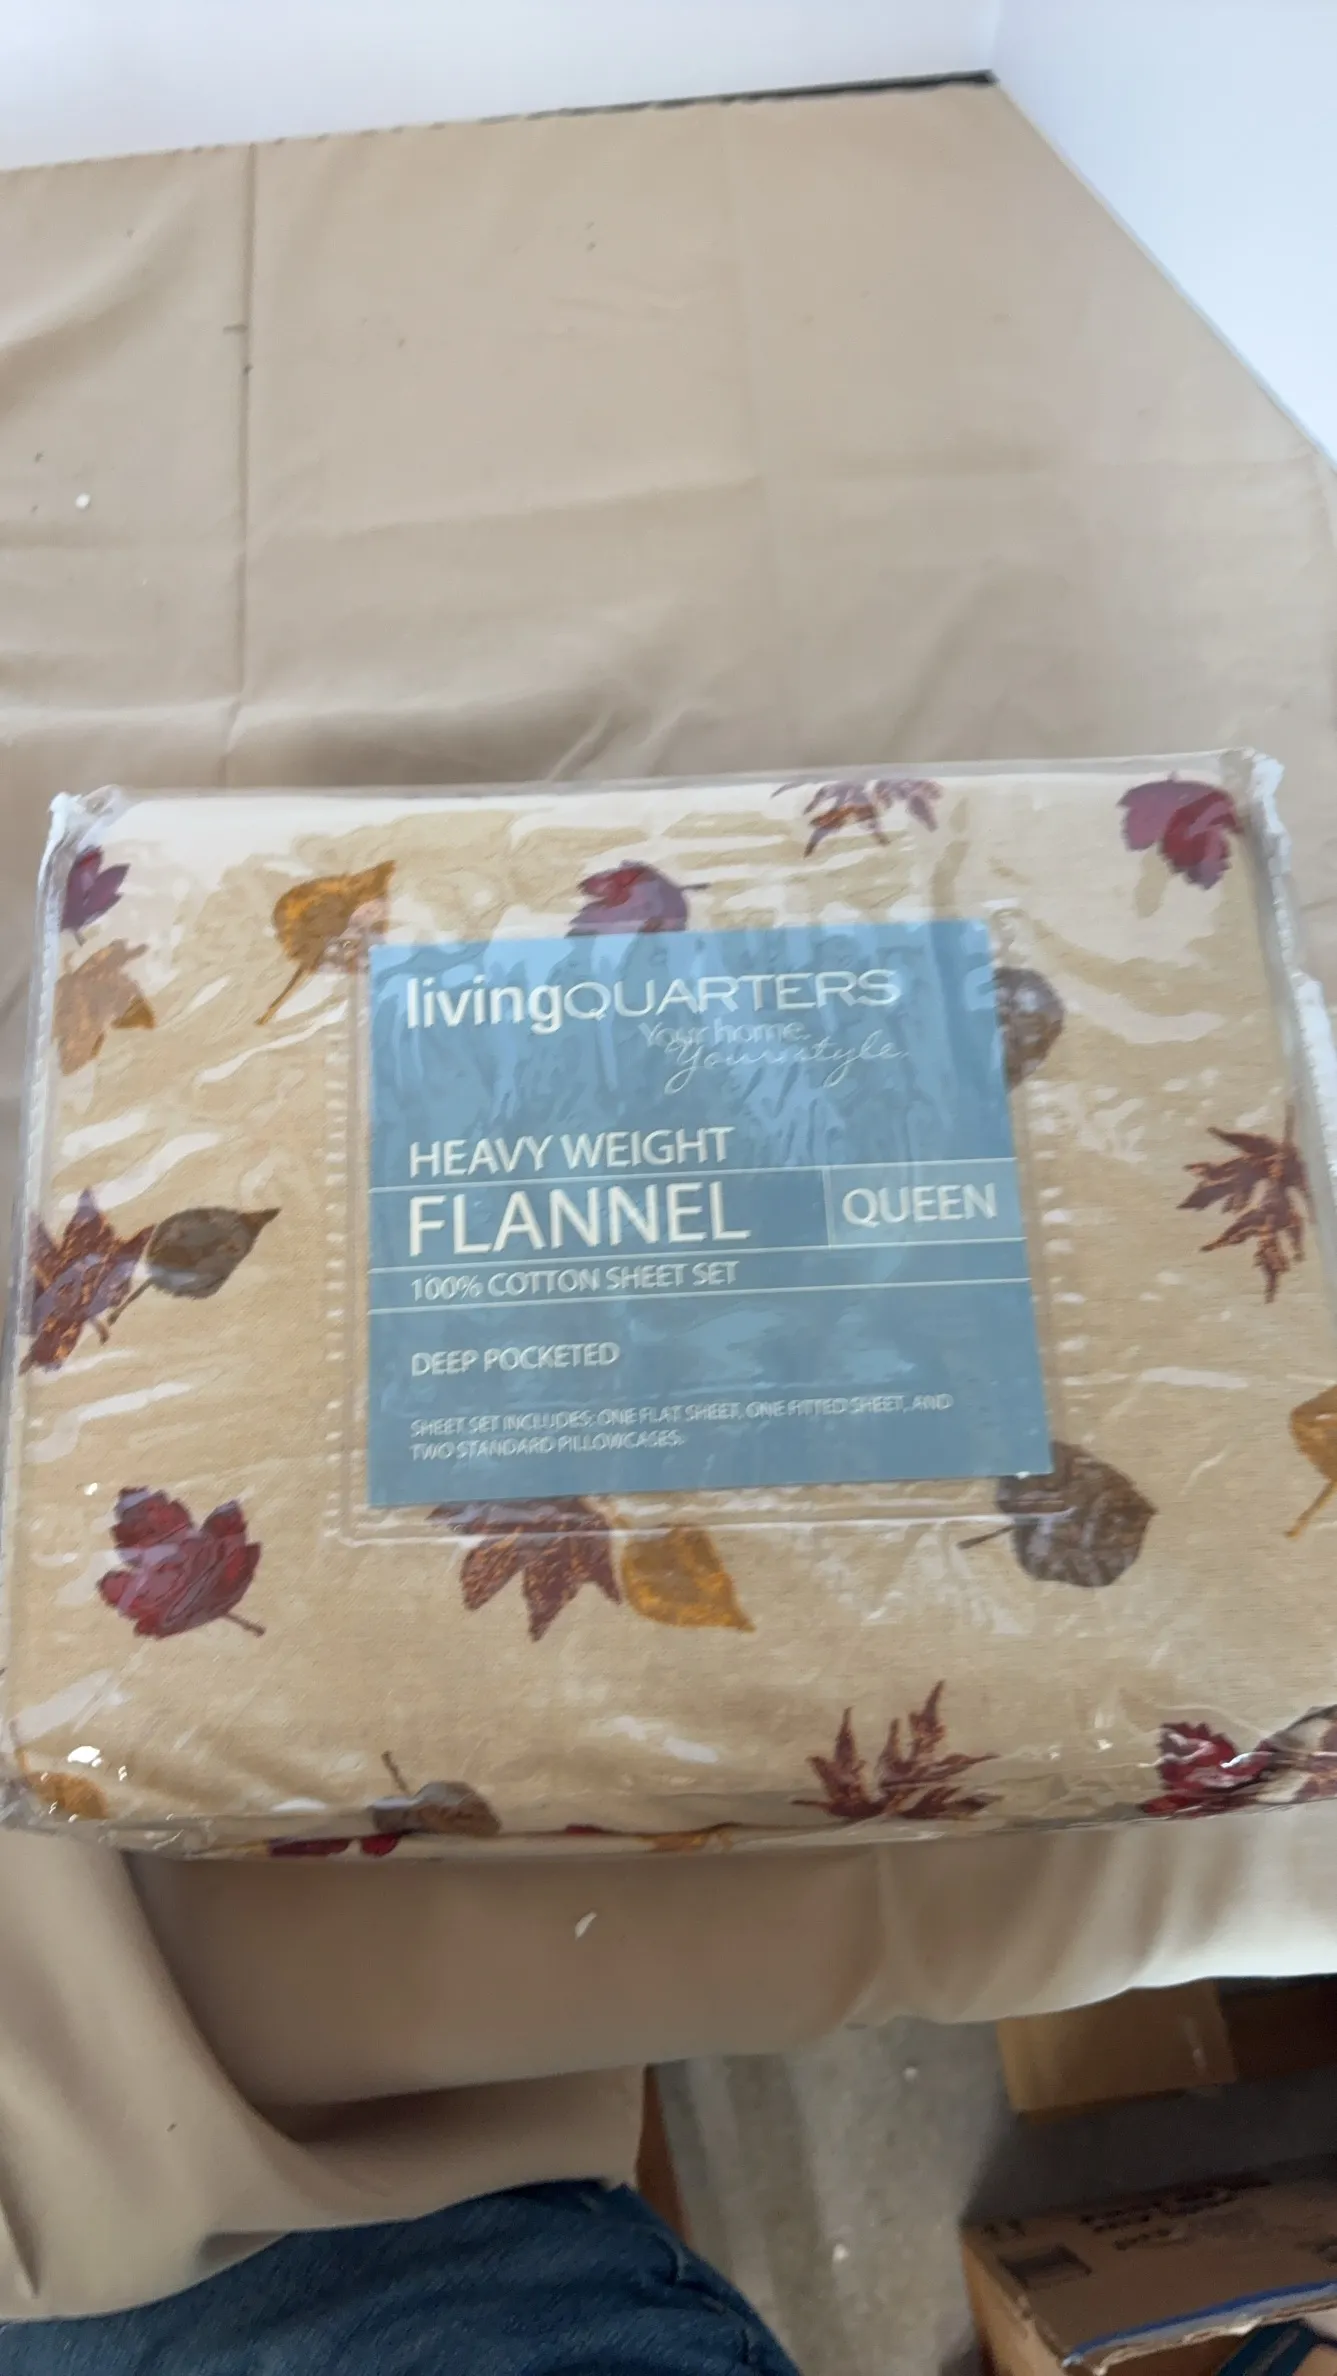 livingQUARTERS
Your home.
Your style.
HEAVY WEIGHT
FLANNEL
QUEEN
100% COTTON SHEET SET
DEEP POCKETED
SHEET SET INCLUDES: ONE FLAT SHEET, ONE FITTED SHEET, AND
TWO STANDARD PILLOWCASES.